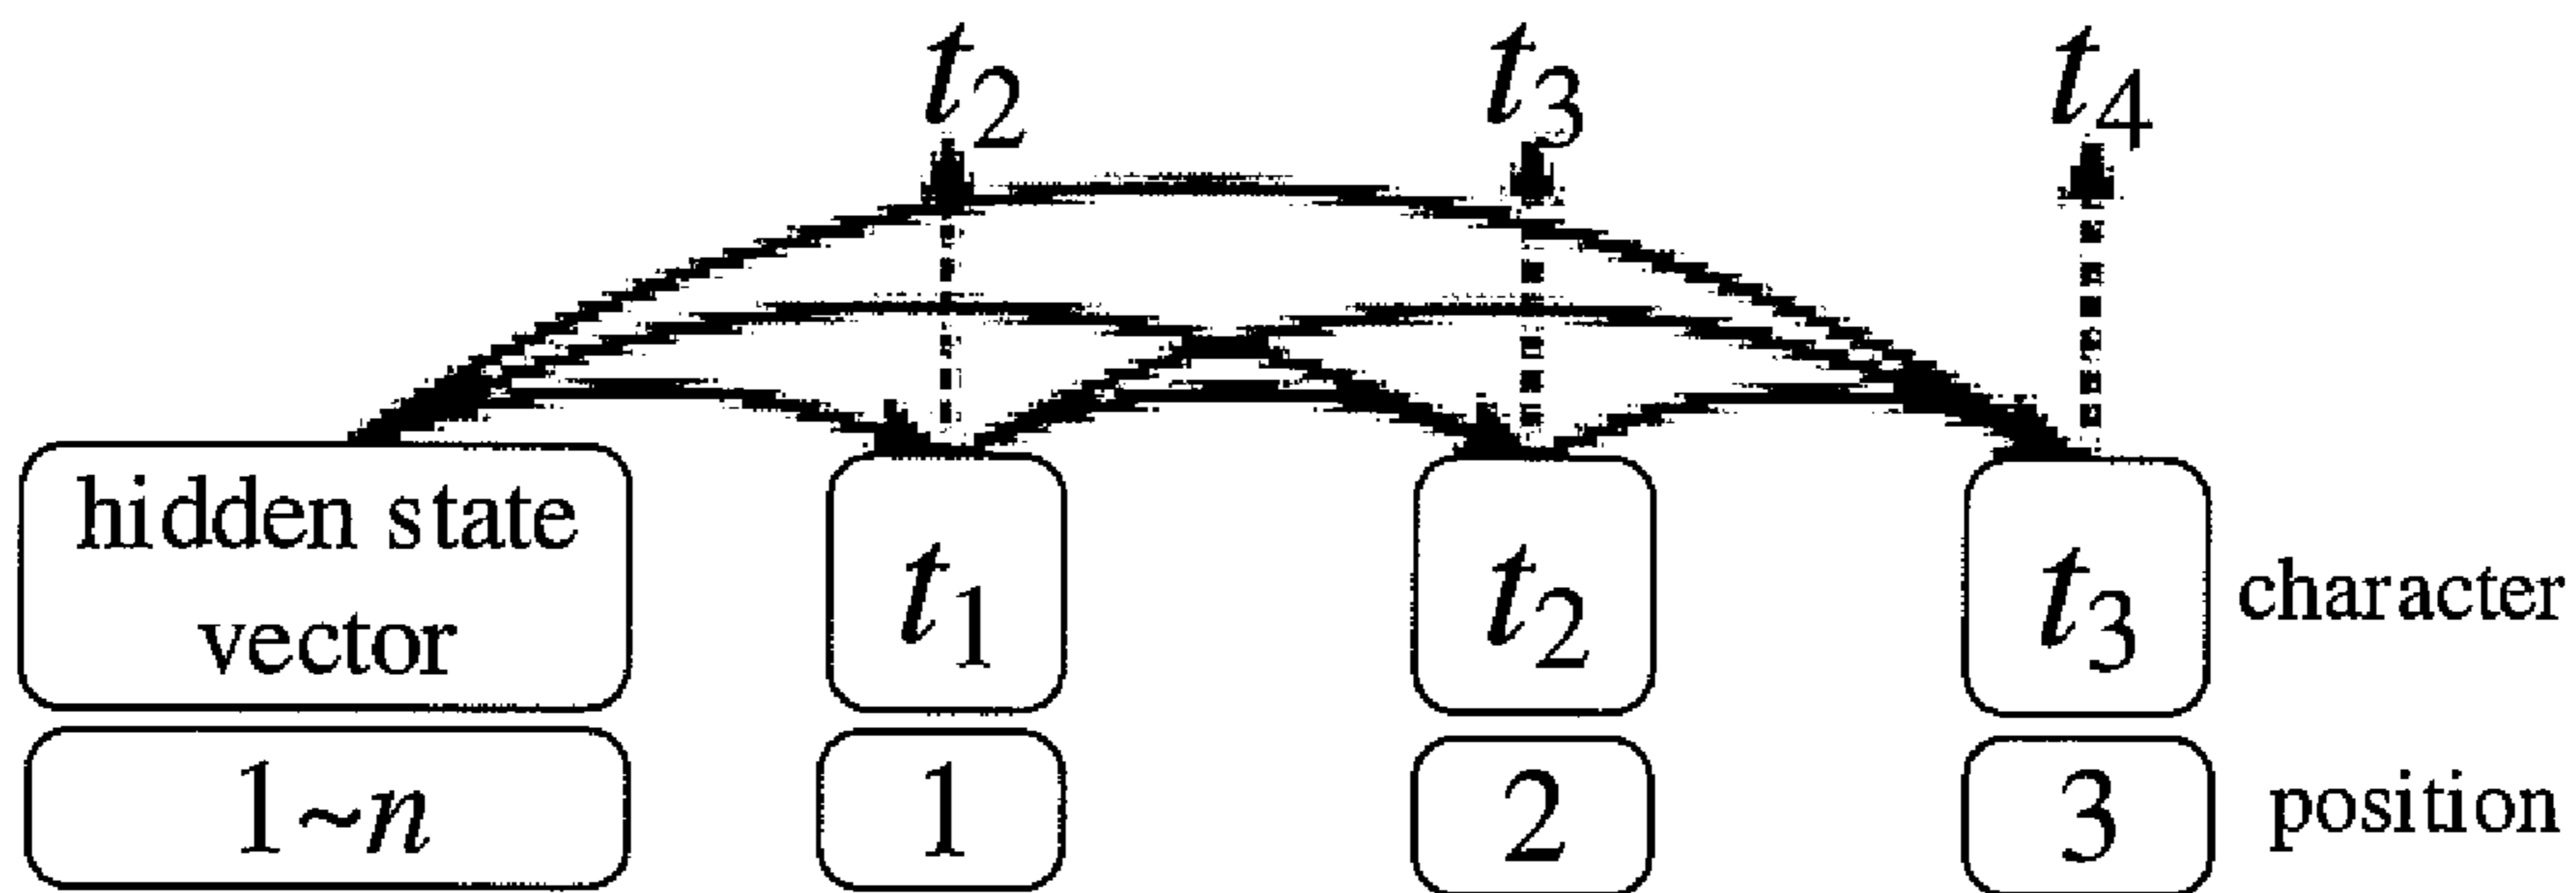 t₂ t₃ t₄
hidden state
vector
t₁ t₂ t₃ character
1~n 1 2 3 position